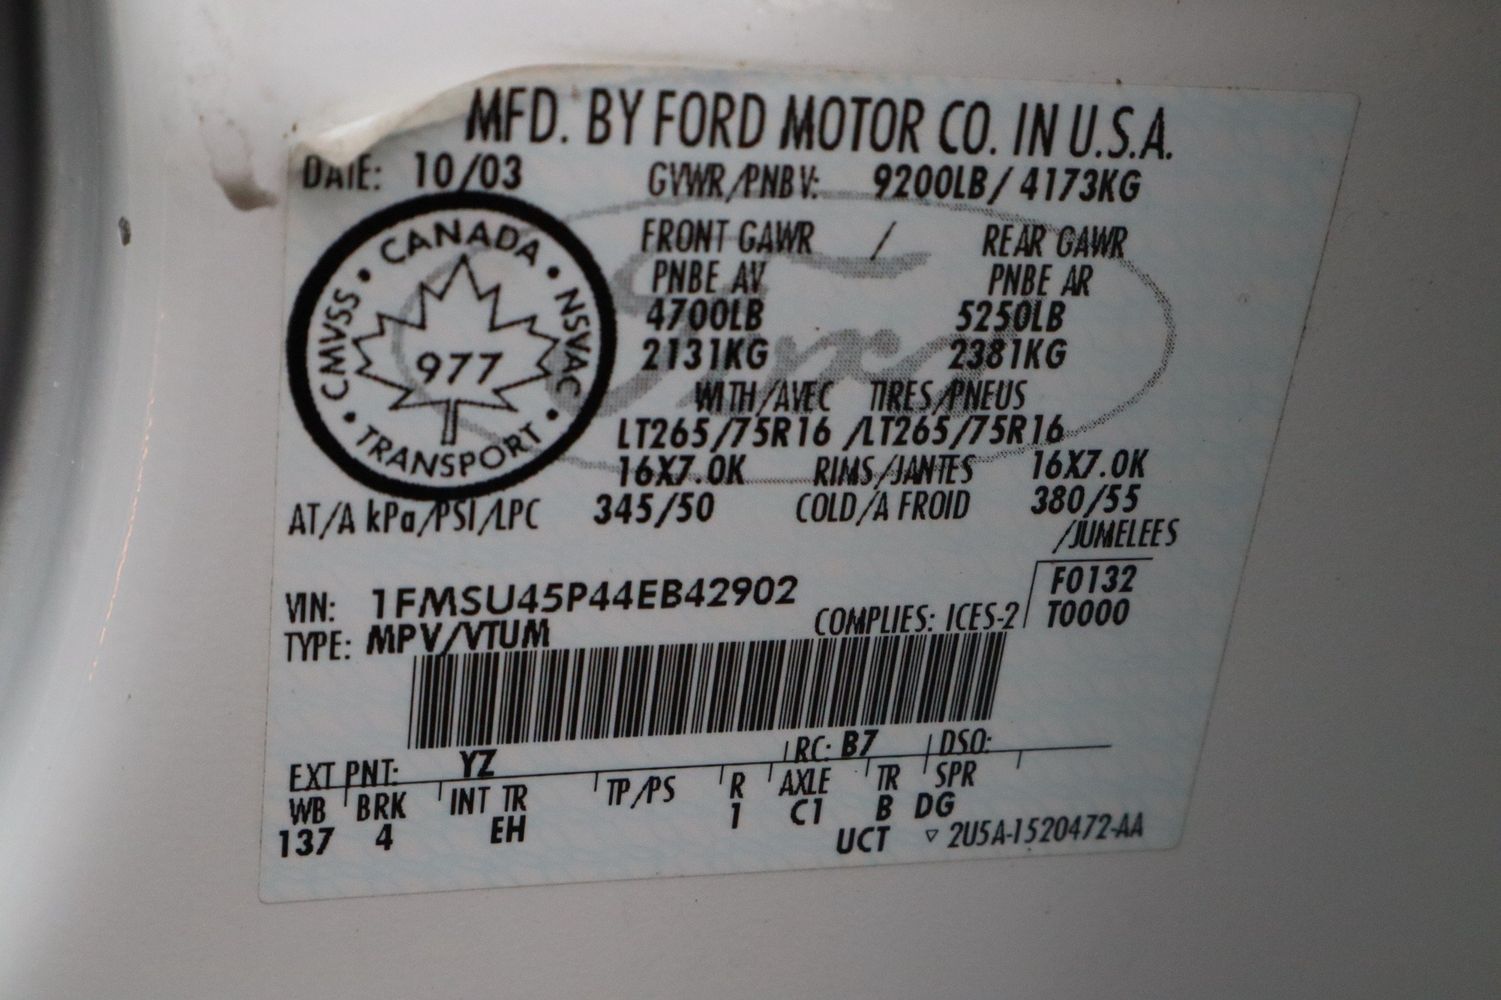 MFD. BY FORD MOTOR CO. IN U.S.A.
DATE: 10/03 GVWR/PNBV: 9200LB/ 4173KG
CANADA
CMVSS NSVAC
977
TRANSPORT
Ford
FRONT GAWR / REAR GAWR
PNBE AV PNBE AR
4700LB 5250LB
2131KG 2381KG
WITH/AVEC TIRES/PNEUS
LT265/75R16 /LT265/75R16
16X7.0K RIMS/JANTES 16X7.0K
AT/A kPa/PSI/LPC 345/50 COLD/A FROID 380/55
/JUMELEES
VIN: 1FMSU45P44EB42902 F0132
TYPE: MPV/VTUM COMPLIES: ICES-2 T0000
EXT PNT: YZ RC: B7 DSO:
WB BRK INT TR TP/PS R AXLE TR SPR
137 4 EH 1 C1 B DG
UCT ▽ 2U5A-1520472-AA